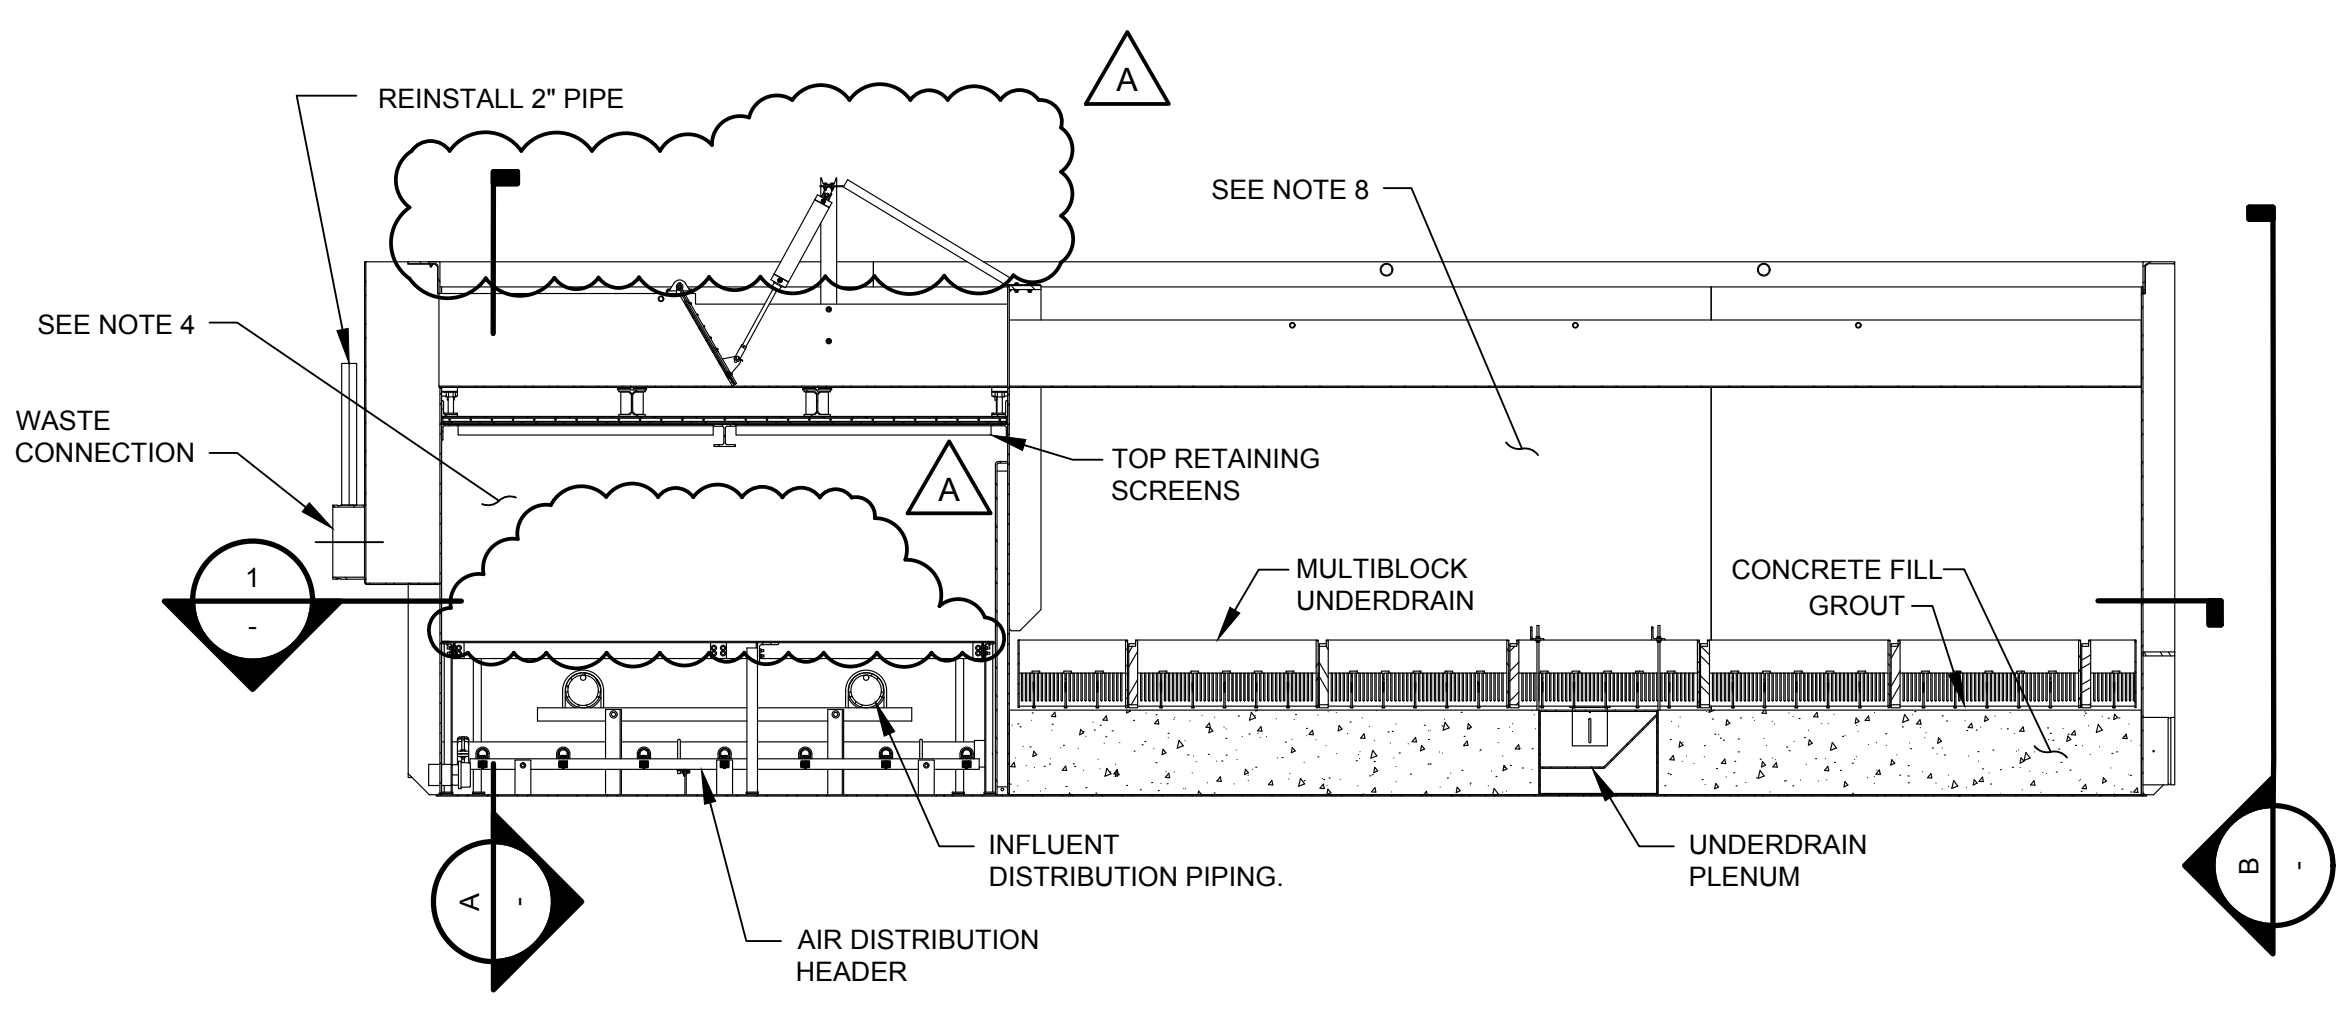 A
REINSTALL 2" PIPE
SEE NOTE 8
SEE NOTE 4
WASTE
CONNECTION
TOP RETAINING
SCREENS
A
MULTIBLOCK
UNDERDRAIN
CONCRETE FILL
GROUT
1
-
INFLUENT
DISTRIBUTION PIPING.
UNDERDRAIN
PLENUM
A
-
B
-
AIR DISTRIBUTION
HEADER